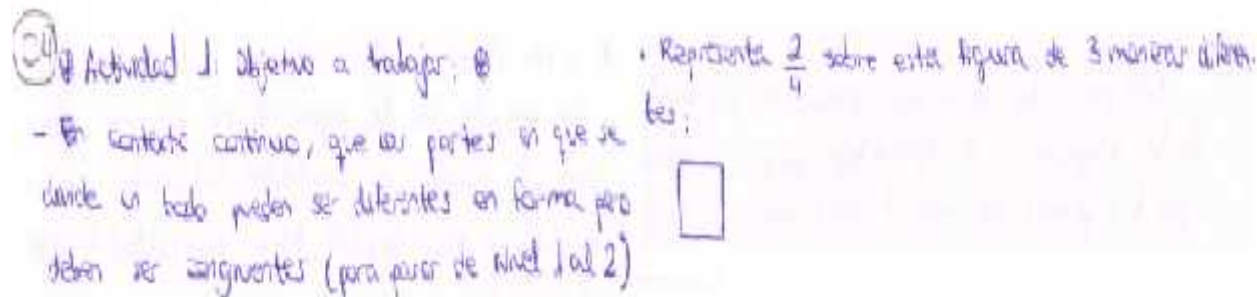 C4) Actividad 1: Objetivo a trabajar:
- En contexto continuo, que las partes en que se
divide un todo pueden ser diferentes en forma pero
deben ser congruentes (para pasar de nivel 1 al 2)
· Representa 2/4 sobre esta figura de 3 maneras diferen-
tes: